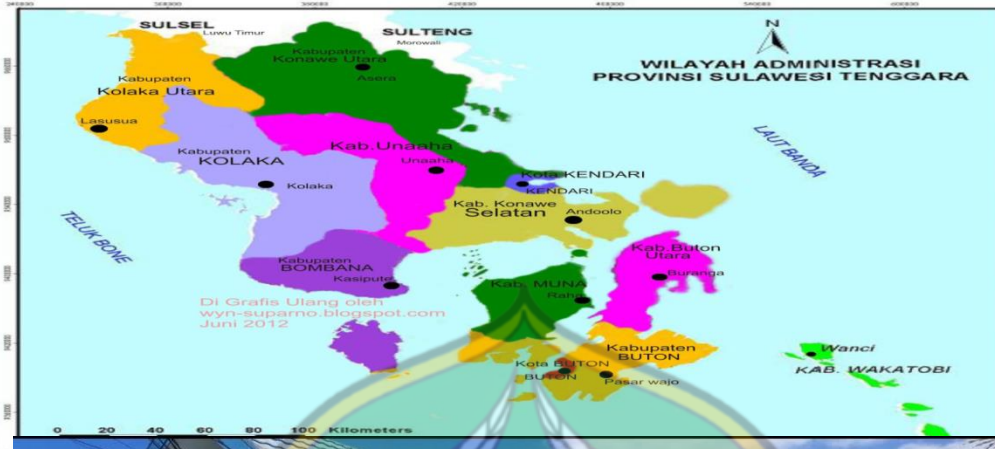 SULSEL
Luwu Timur
SULTENG
Morowali
N
WILAYAH ADMINISTRASI
PROVINSI SULAWESI TENGGARA
Kabupaten
Konawe Utara
Asera
Kabupaten
Kolaka Utara
Lasusua
Kabupaten
KOLAKA
Kolaka
Kab.Unaaha
Unaaha
Kota KENDARI
KENDARI
LAUT BANDA
Kab. Konawe
Selatan
Andoolo
TELUK BONE
Kabupaten
BOMBANA
Kasipute
Kab.Buton
Utara
Buranga
Kab. MUNA
Raha
Di Grafis Ulang oleh
wyn-suparno.blogspot.com
Juni 2012
Kabupaten
BUTON
Kota BUTON
BUTON
Pasar wajo
Wanci
KAB. WAKATOBI
0 20 40 60 80 100 Kilometers